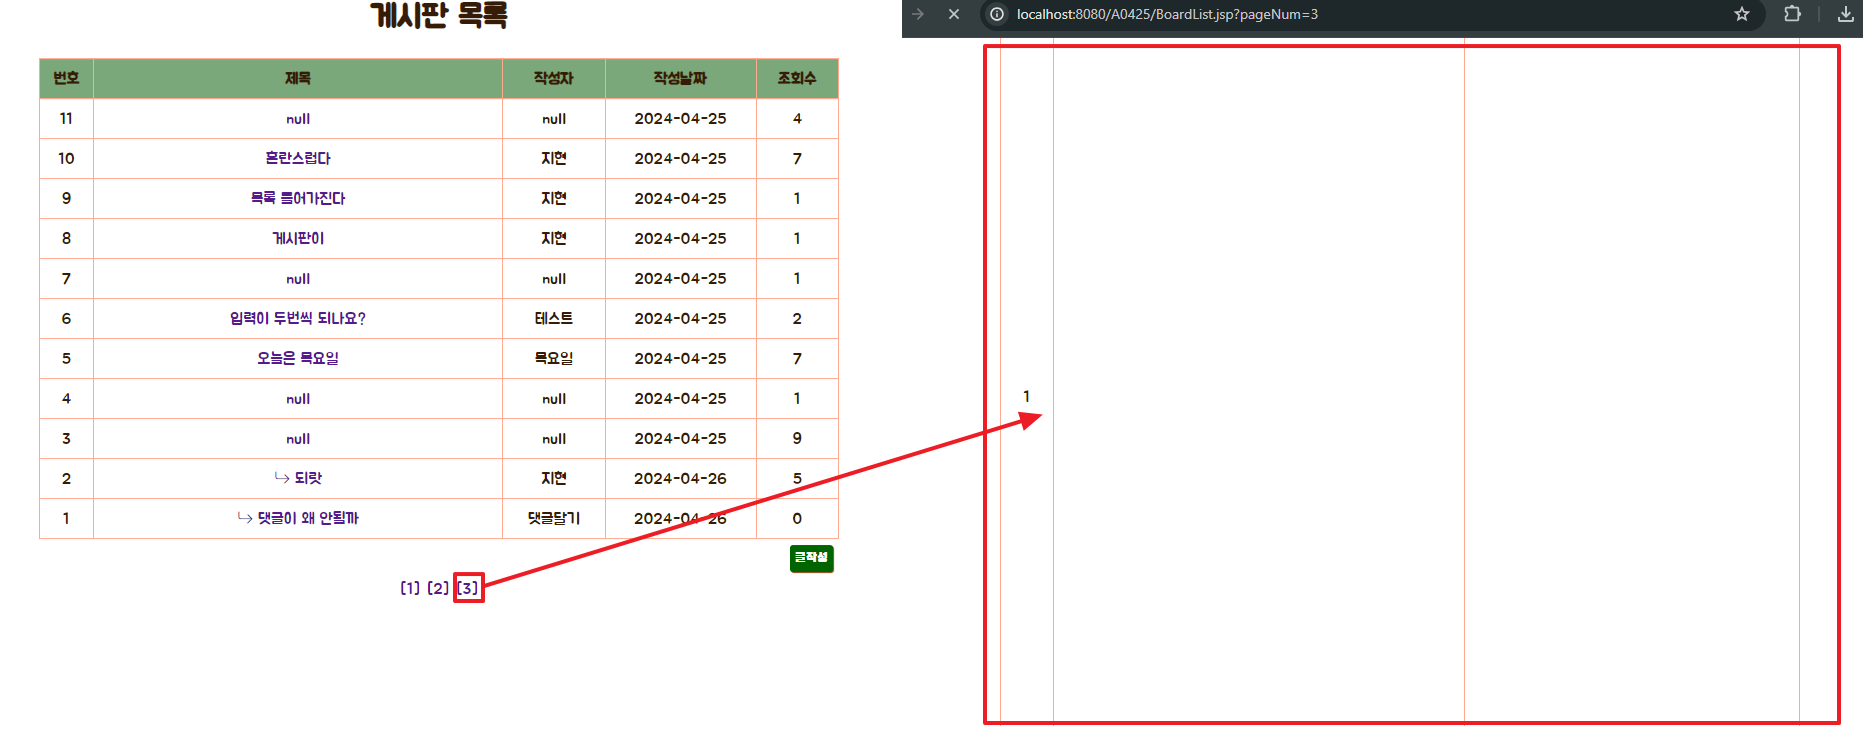 게시판 목록
번호 제목 작성자 작성날짜 조회수
11 null null 2024-04-25 4
10 혼란스럽다 지현 2024-04-25 7
9 목록 들어가진다 지현 2024-04-25 1
8 게시판이 지현 2024-04-25 1
7 null null 2024-04-25 1
6 입력이 두번씩 되나요? 테스트 2024-04-25 2
5 오늘은 목요일 목요일 2024-04-25 7
4 null null 2024-04-25 1
3 null null 2024-04-25 9
2 ↪ 되랏 지현 2024-04-26 5
1 ↪ 댓글이 왜 안될까 댓글달기 2024-04-26 0
글작성
[1] [2] [3]
localhost:8080/A0425/BoardList.jsp?pageNum=3
1